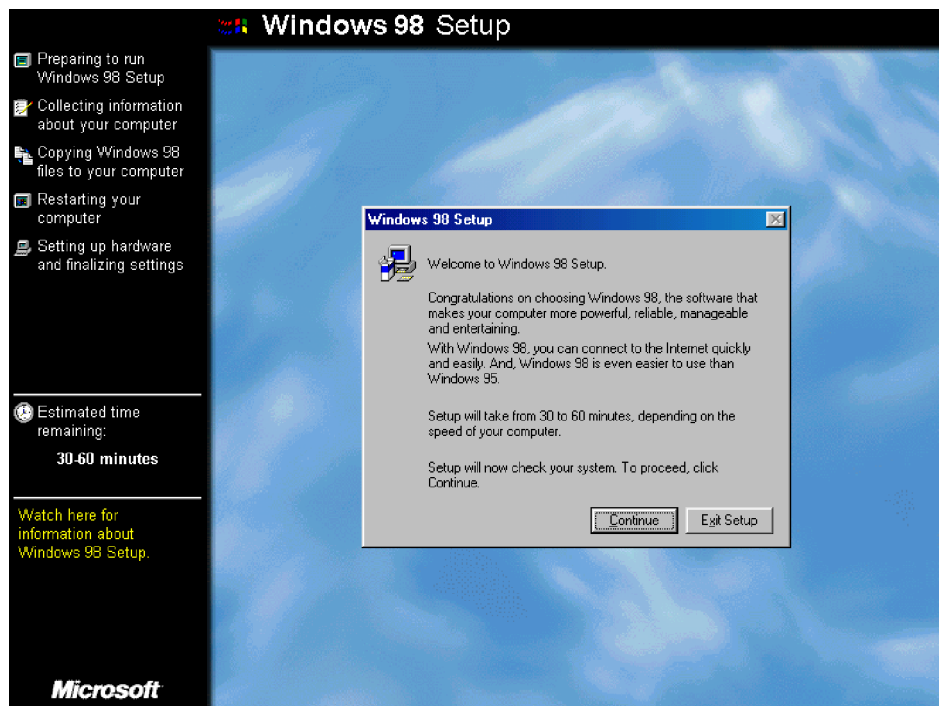 Windows 98 Setup
Preparing to run
Windows 98 Setup
Collecting information
about your computer
Copying Windows 98
files to your computer
Restarting your
computer
Setting up hardware
and finalizing settings
Estimated time
remaining:
30-60 minutes
Watch here for
information about
Windows 98 Setup.
Microsoft
Windows 98 Setup
Welcome to Windows 98 Setup.
Congratulations on choosing Windows 98, the software that
makes your computer more powerful, reliable, manageable
and entertaining.
With Windows 98, you can connect to the Internet quickly
and easily. And, Windows 98 is even easier to use than
Windows 95.
Setup will take from 30 to 60 minutes, depending on the
speed of your computer.
Setup will now check your system. To proceed, click
Continue.
Continue
Exit Setup